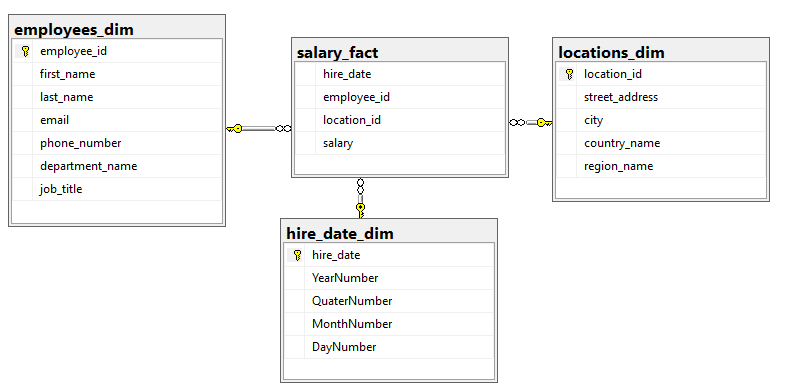 employees_dim
employee_id
first_name
last_name
email
phone_number
department_name
job_title
salary_fact
hire_date
employee_id
location_id
salary
locations_dim
location_id
street_address
city
country_name
region_name
hire_date_dim
hire_date
YearNumber
QuaterNumber
MonthNumber
DayNumber